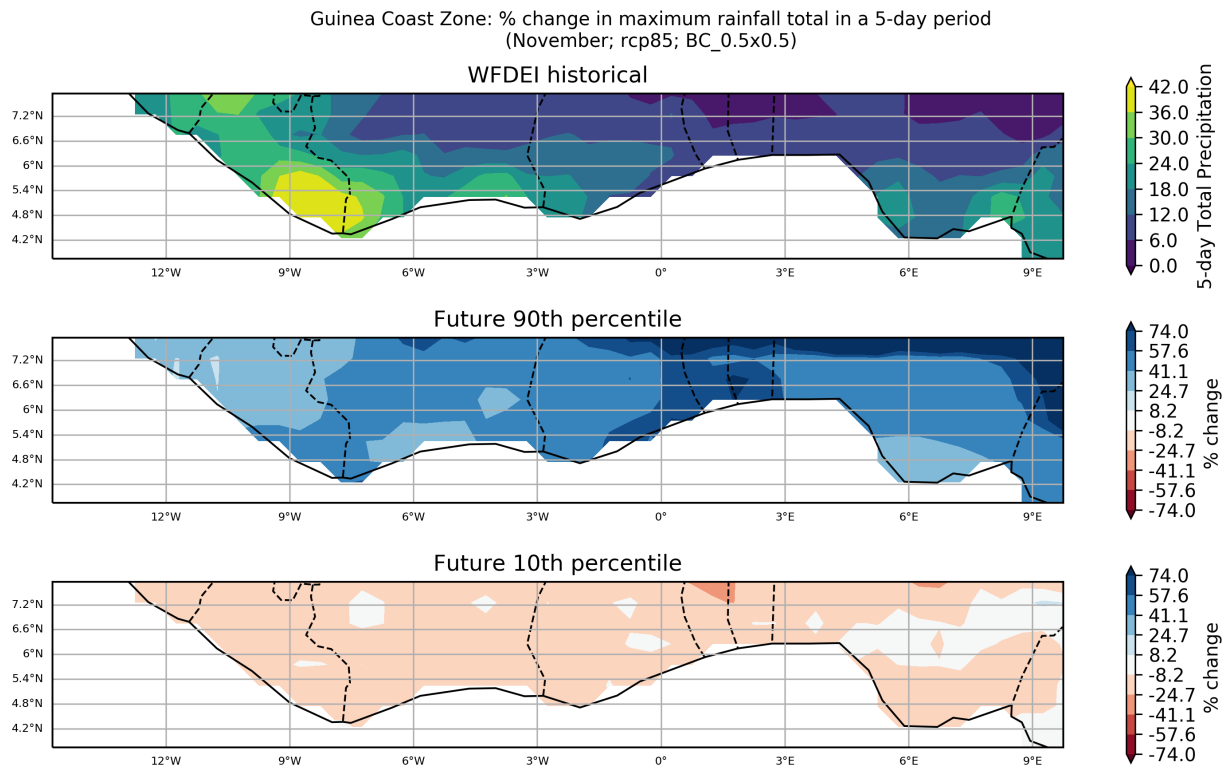 Guinea Coast Zone: % change in maximum rainfall total in a 5-day period
(November; rcp85; BC_0.5x0.5)
WFDEI historical
7.2°N
6.6°N
6°N
5.4°N
4.8°N
4.2°N
12°W 9°W 6°W 3°W 0° 3°E 6°E 9°E
42.0
36.0
30.0
24.0
18.0
12.0
6.0
0.0
5-day Total Precipitation
Future 90th percentile
7.2°N
6.6°N
6°N
5.4°N
4.8°N
4.2°N
12°W 9°W 6°W 3°W 0° 3°E 6°E 9°E
74.0
57.6
41.1
24.7
8.2
-8.2
-24.7
-41.1
-57.6
-74.0
% change
Future 10th percentile
7.2°N
6.6°N
6°N
5.4°N
4.8°N
4.2°N
12°W 9°W 6°W 3°W 0° 3°E 6°E 9°E
74.0
57.6
41.1
24.7
8.2
-8.2
-24.7
-41.1
-57.6
-74.0
% change